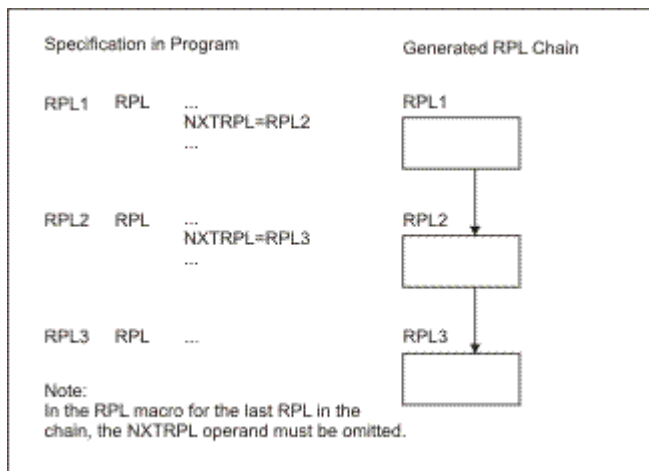 Specification in Program
Generated RPL Chain
RPL1 RPL ...
NXTRPL=RPL2
...
RPL1
RPL2 RPL ...
NXTRPL=RPL3
...
RPL2
RPL3 RPL ...
RPL3
Note:
In the RPL macro for the last RPL in the
chain, the NXTRPL operand must be omitted.